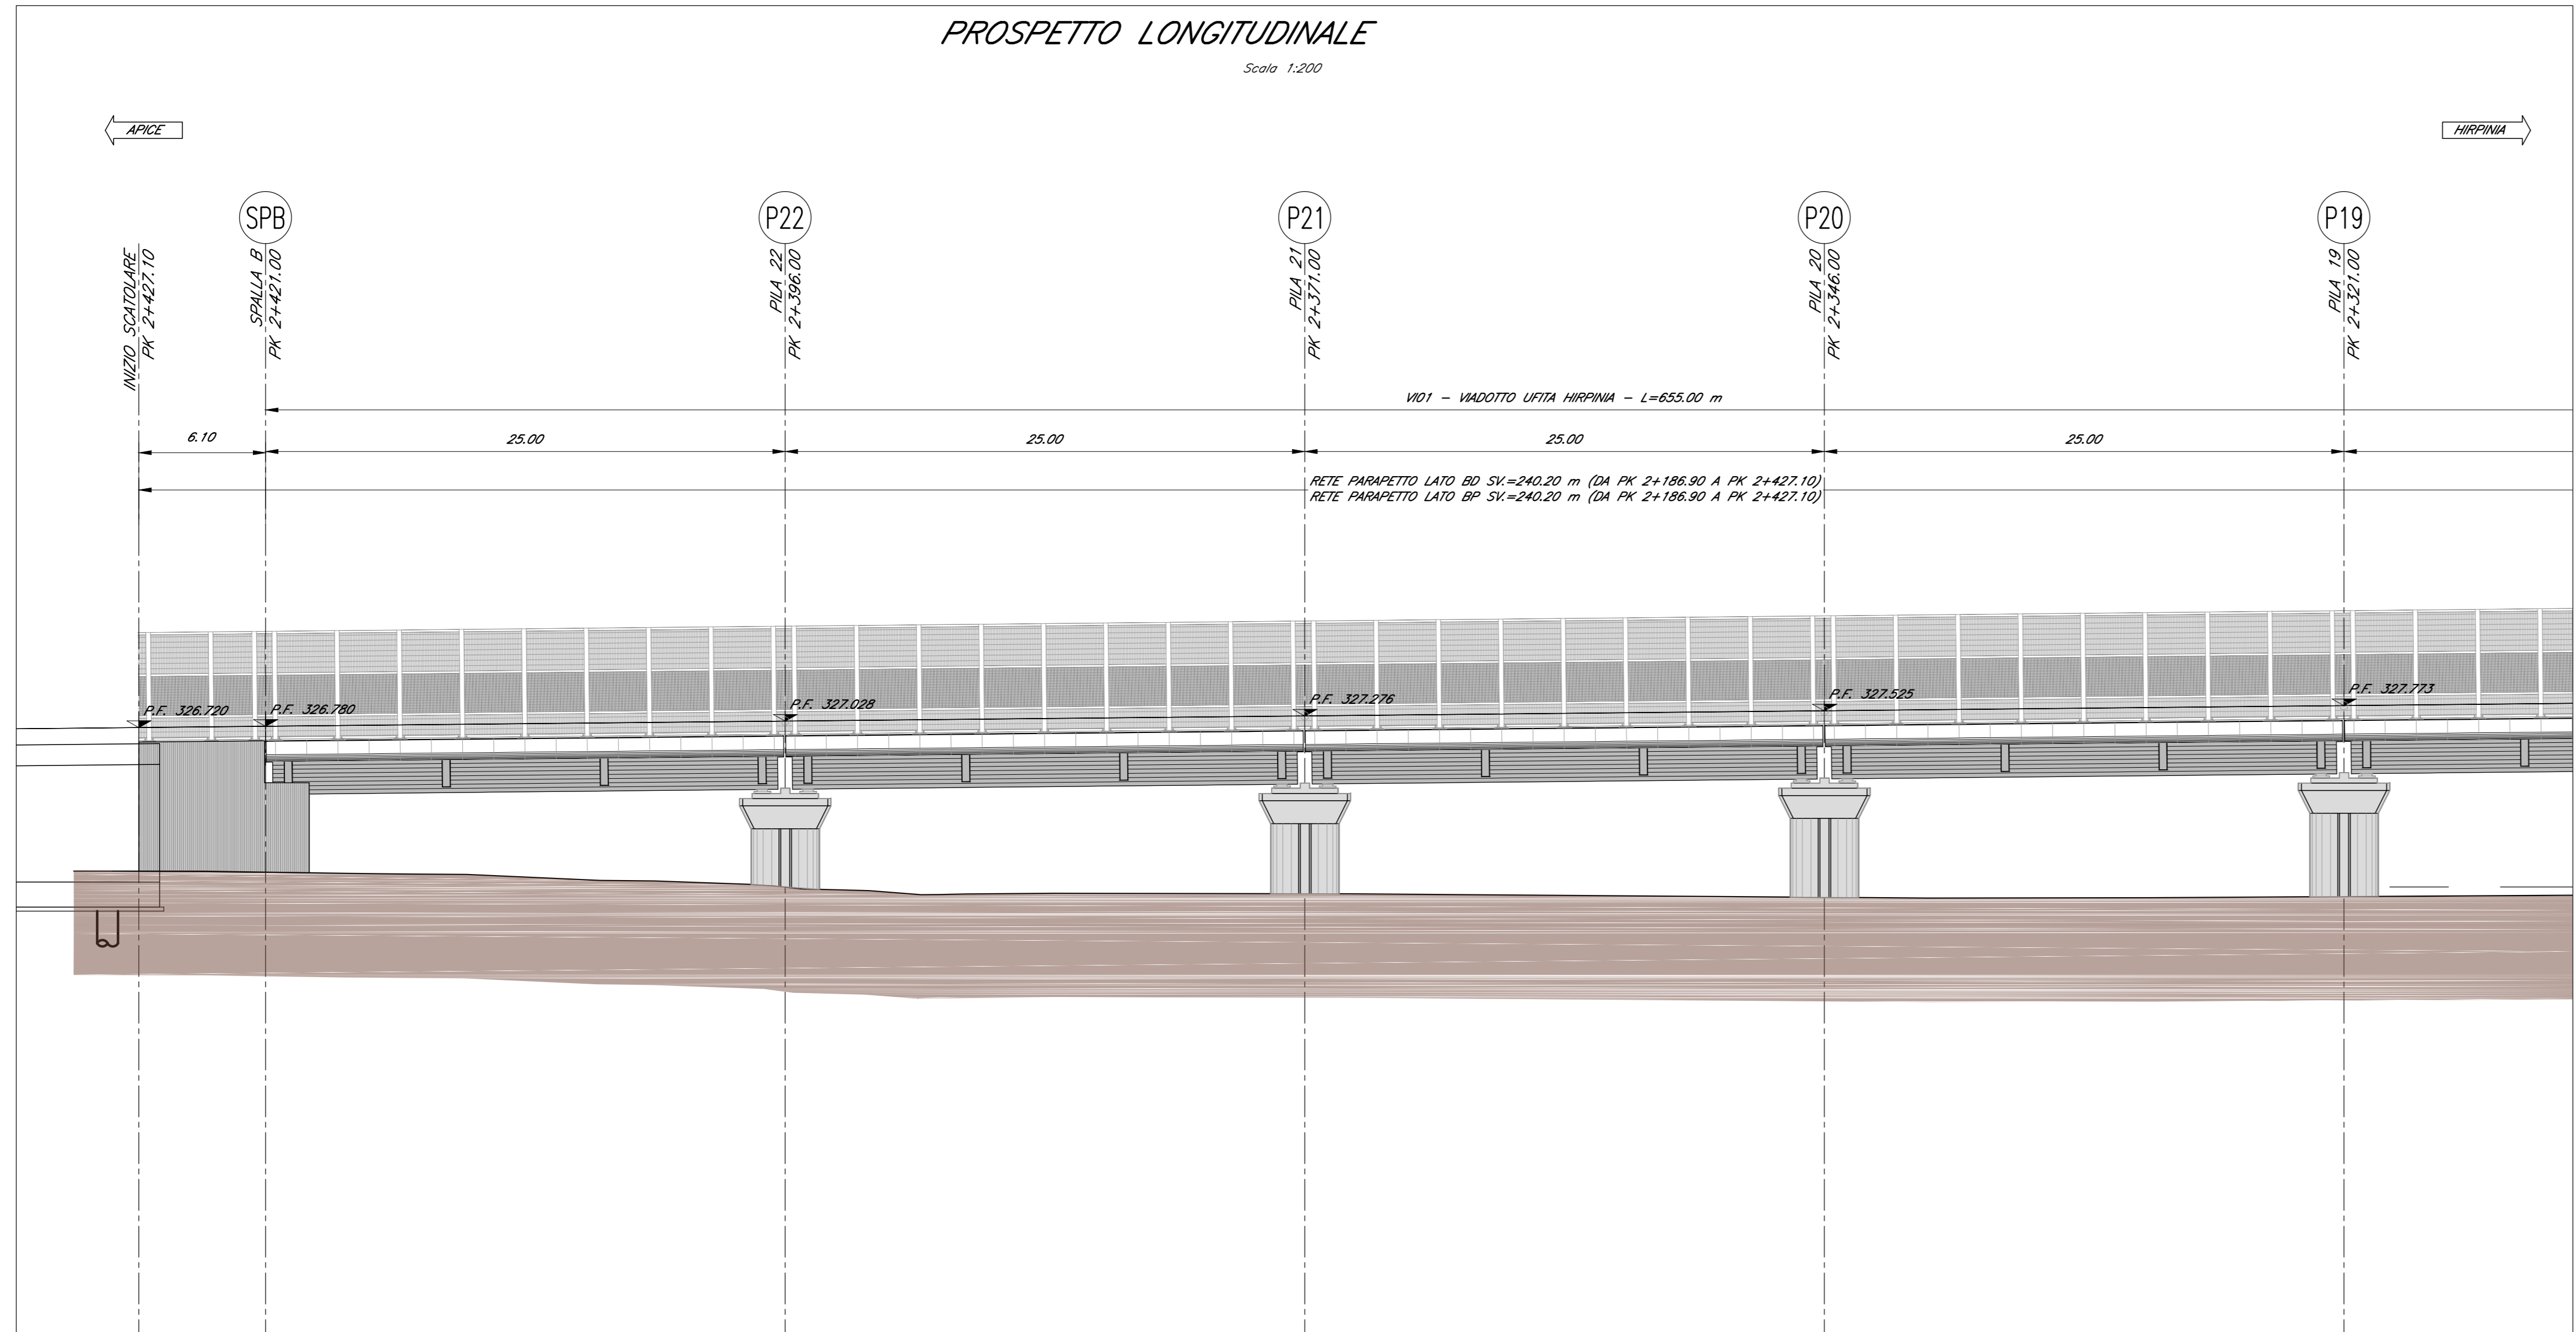 PROSPETTO LONGITUDINALE
Scala 1:200
APICE
HIRPINIA
SPB
P22
P21
P20
P19
INIZIO SCATOLARE
PK 2+427.10
SPALLA B
PK 2+421.00
PILA 22
PK 2+396.00
PILA 21
PK 2+371.00
PILA 20
PK 2+346.00
PILA 19
PK 2+321.00
VI01 - VIADOTTO UFITA HIRPINIA - L=655.00 m
6.10
25.00
25.00
25.00
25.00
RETE PARAPETTO LATO BD SV.=240.20 m (DA PK 2+186.90 A PK 2+427.10)
RETE PARAPETTO LATO BP SV.=240.20 m (DA PK 2+186.90 A PK 2+427.10)
P.F. 326.720
P.F. 326.780
P.F. 327.028
P.F. 327.276
P.F. 327.525
P.F. 327.773